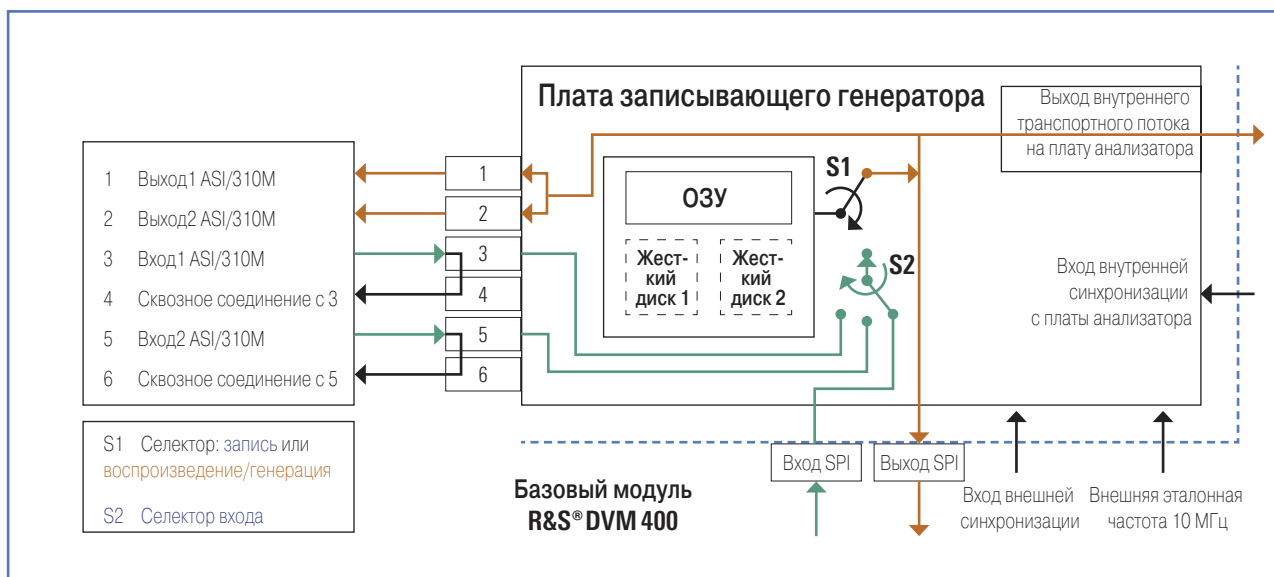 Плата записывающего генератора
Выход внутреннего
транспортного потока
на плату анализатора
1 Выход1 ASI/310M
2 Выход2 ASI/310M
3 Вход1 ASI/310M
4 Сквозное соединение с 3
5 Вход2 ASI/310M
6 Сквозное соединение с 5
1
2
3
4
5
6
ОЗУ
Жест-
кий
диск 1
Жест-
кий
диск 2
S1
S2
Вход внутренней
синхронизации
с платы анализатора
S1 Селектор: запись или
воспроизведение/генерация
S2 Селектор входа
Вход SPI
Выход SPI
Базовый модуль
R&S® DVM 400
Вход внешней
синхронизации
Внешняя эталонная
частота 10 МГц